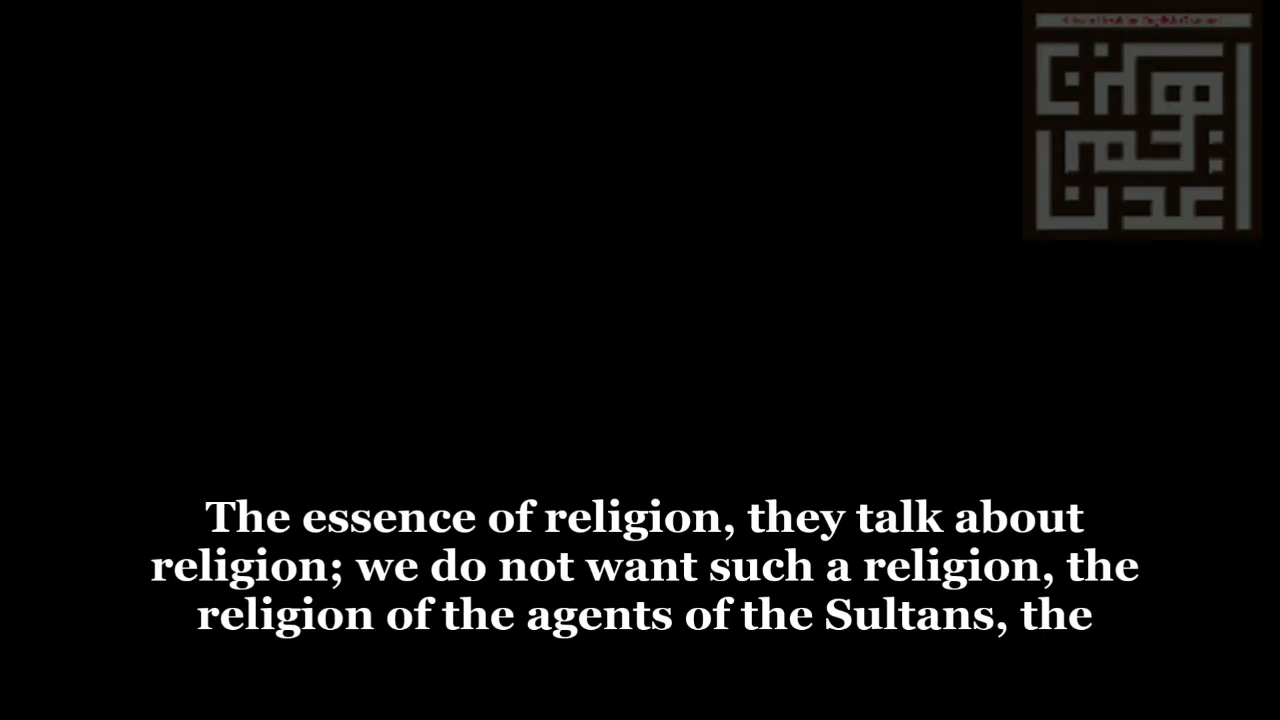 The essence of religion, they talk about
religion; we do not want such a religion, the
religion of the agents of the Sultans, the